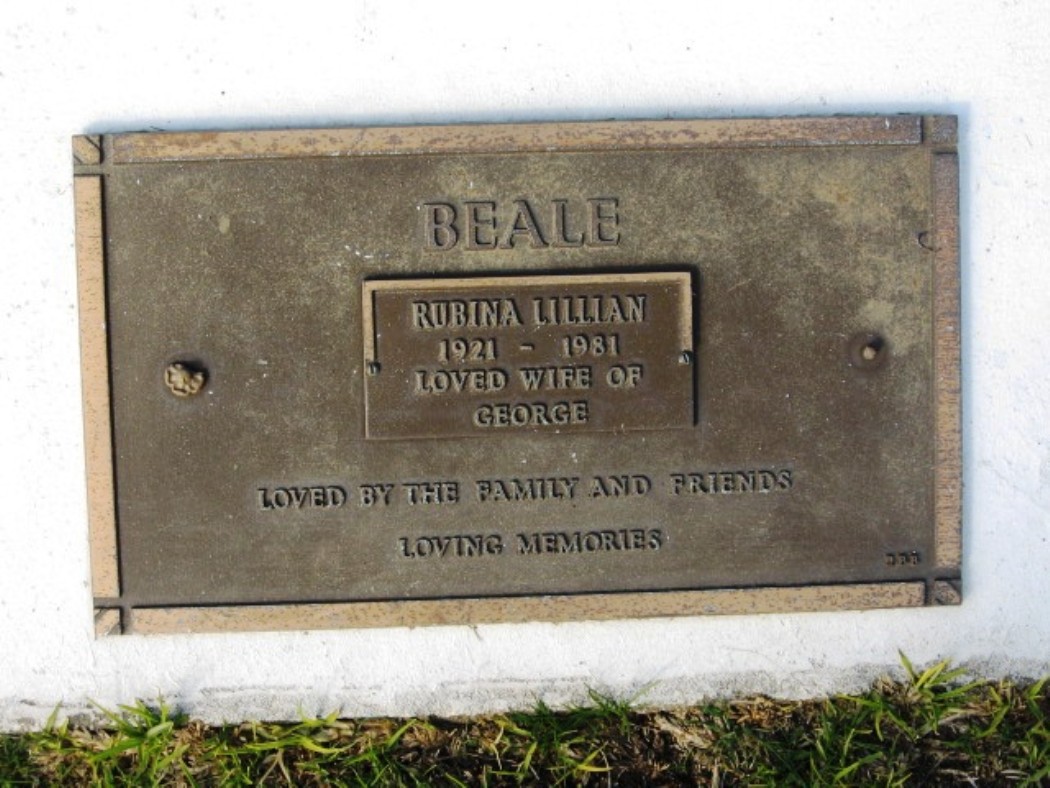 BEALE
RUBINA LILLIAN
1921 - 1981
LOVED WIFE OF
GEORGE
LOVED BY THE FAMILY AND FRIENDS
LOVING MEMORIES